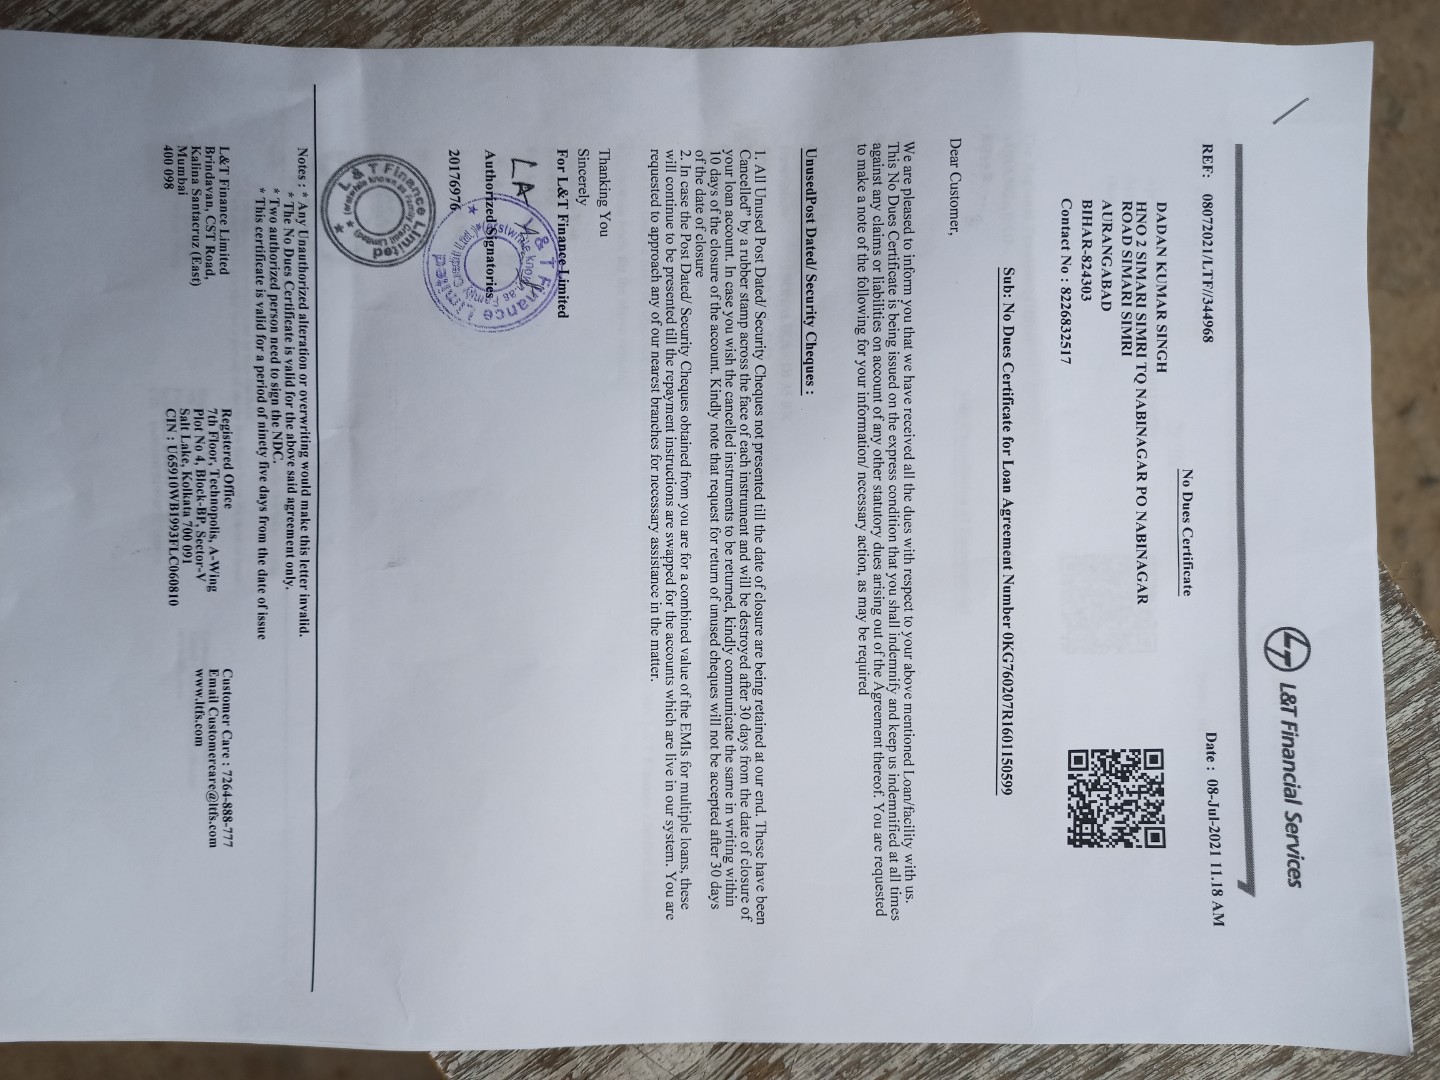 L&T Financial Services
REF: 08072021/LTF//344968
Date : 08-Jul-2021 11.18 AM
No Dues Certificate
DADAN KUMAR SINGH
HNO 2 SIMARI SIMRI TQ NABINAGAR PO NABINAGAR
ROAD SIMARI SIMRI
AURANGABAD
BIHAR-824303
Contact No : 8226832517
Sub: No Dues Certificate for Loan Agreement Number 0KG760207R1601150599
Dear Customer,
We are pleased to inform you that we have received all the dues with respect to your above mentioned Loan/facility with us.
This No Dues Certificate is being issued on the express condition that you shall indemnify and keep us indemnified at all times
against any claims or liabilities on account of any other statutory dues arising out of the Agreement thereof. You are requested
to make a note of the following for your information/ necessary action, as may be required
UnusedPost Dated/ Security Cheques :
1. All Unused Post Dated/ Security Cheques not presented till the date of closure are being retained at our end. These have been
Cancelled” by a rubber stamp across the face of each instrument and will be destroyed after 30 days from the date of closure of
your loan account. In case you wish the cancelled instruments to be returned, kindly communicate the same in writing within
10 days of the closure of the account. Kindly note that request for return of unused cheques will not be accepted after 30 days
of the date of closure
2. In case the Post Dated/ Security Cheques obtained from you are for a combined value of the EMIs for multiple loans, these
will continue to be presented till the repayment instructions are swapped for the accounts which are live in our system. You are
requested to approach any of our nearest branches for necessary assistance in the matter.
Thanking You
Sincerely
For L&T Finance Limited
L & T Finance Limited
Authorized Signatories
20176976
L & T Finance Limited
(erstwhile known as Family Credit Limited)
Notes : * Any Unauthorized alteration or overwriting would make this letter invalid.
* The No Dues Certificate is valid for the above said agreement only.
* Two authorized person need to sign the NDC.
* This certificate is valid for a period of ninety five days from the date of issue
L&T Finance Limited
Brindavan, CST Road,
Kalina Santacruz (East)
Mumbai
400 098
Registered Office
7th Floor, Technopolis, A-Wing
Plot No 4, Block-BP, Sector-V
Salt Lake, Kolkata 700 091
CIN : U65910WB1993FLC060810
Customer Care : 7264-888-777
Email Customercare@ltfs.com
www.ltfs.com